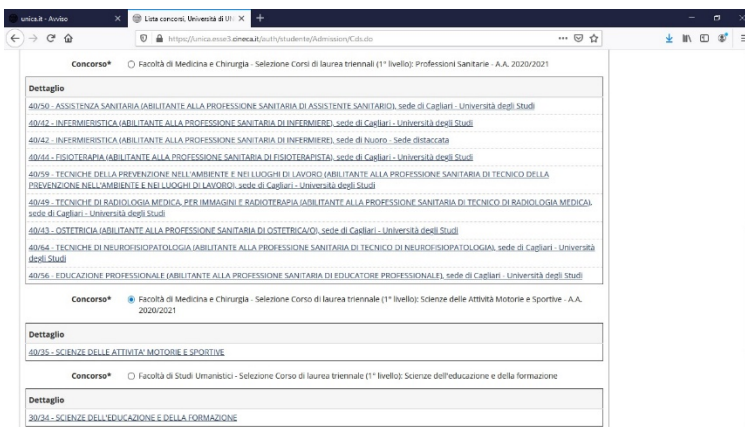 unica.it - Avviso
Lista concorsi, Università di UNI
https://unica.esse3.cineca.it/auth/studente/Admission/Cds.do
Concorso* Facoltà di Medicina e Chirurgia - Selezione Corsi di laurea triennali (1° livello): Professioni Sanitarie - A.A. 2020/2021
Dettaglio
40/50 - ASSISTENZA SANITARIA (ABILITANTE ALLA PROFESSIONE SANITARIA DI ASSISTENTE SANITARIO), sede di Cagliari - Università degli Studi
40/42 - INFERMIERISTICA (ABILITANTE ALLA PROFESSIONE SANITARIA DI INFERMIERE), sede di Cagliari - Università degli Studi
40/42 - INFERMIERISTICA (ABILITANTE ALLA PROFESSIONE SANITARIA DI INFERMIERE), sede di Nuoro - Sede distaccata
40/44 - FISIOTERAPIA (ABILITANTE ALLA PROFESSIONE SANITARIA DI FISIOTERAPISTA), sede di Cagliari - Università degli Studi
40/59 - TECNICHE DELLA PREVENZIONE NELL'AMBIENTE E NEI LUOGHI DI LAVORO (ABILITANTE ALLA PROFESSIONE SANITARIA DI TECNICO DELLA
PREVENZIONE NELL'AMBIENTE E NEI LUOGHI DI LAVORO), sede di Cagliari - Università degli Studi
40/49 - TECNICHE DI RADIOLOGIA MEDICA, PER IMMAGINI E RADIOTERAPIA (ABILITANTE ALLA PROFESSIONE SANITARIA DI TECNICO DI RADIOLOGIA MEDICA),
sede di Cagliari - Università degli Studi
40/43 - OSTETRICIA (ABILITANTE ALLA PROFESSIONE SANITARIA DI OSTETRICA/O), sede di Cagliari - Università degli Studi
40/64 - TECNICHE DI NEUROFISIOPATOLOGIA (ABILITANTE ALLA PROFESSIONE SANITARIA DI TECNICO DI NEUROFISIOPATOLOGIA), sede di Cagliari - Università
degli Studi
40/56 - EDUCAZIONE PROFESSIONALE (ABILITANTE ALLA PROFESSIONE SANITARIA DI EDUCATORE PROFESSIONALE), sede di Cagliari - Università degli Studi
Concorso* Facoltà di Medicina e Chirurgia - Selezione Corso di laurea triennale (1° livello): Scienze delle Attività Motorie e Sportive - A.A.
2020/2021
Dettaglio
40/35 - SCIENZE DELLE ATTIVITA' MOTORIE E SPORTIVE
Concorso* Facoltà di Studi Umanistici - Selezione Corso di laurea triennale (1° livello): Scienze dell'educazione e della formazione
Dettaglio
30/34 - SCIENZE DELL'EDUCAZIONE E DELLA FORMAZIONE